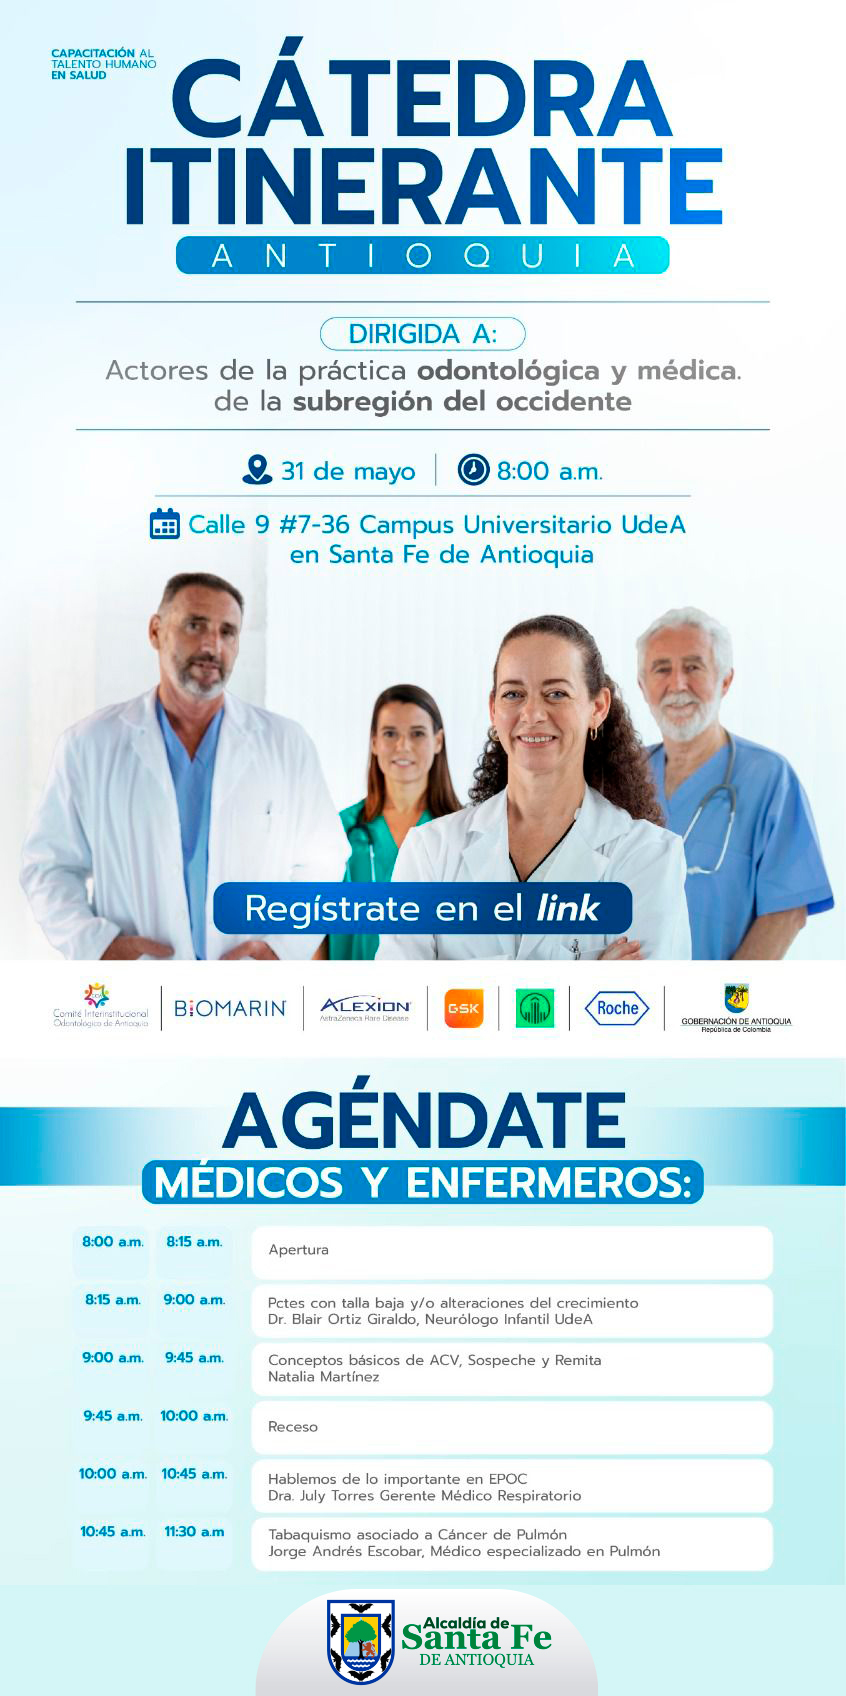 CAPACITACIÓN AL
TALENTO HUMANO
EN SALUD
CÁTEDRA
ITINERANTE
ANTIOQUIA
DIRIGIDA A:
Actores de la práctica odontológica y médica.
de la subregión del occidente
31 de mayo
8:00 a.m.
Calle 9 #7-36 Campus Universitario UdeA
en Santa Fe de Antioquia
Regístrate en el link
Comité Interinstitucional
Odontológico de Antioquia
BIOMARIN
ALEXION
AstraZeneca Rare Disease
GSK
Roche
GOBERNACIÓN DE ANTIOQUIA
República de Colombia
AGÉNDATE
MÉDICOS Y ENFERMEROS:
8:00 a.m. 8:15 a.m.
Apertura
8:15 a.m. 9:00 a.m.
Pctes con talla baja y/o alteraciones del crecimiento
Dr. Blair Ortiz Giraldo, Neurólogo Infantil UdeA
9:00 a.m. 9:45 a.m.
Conceptos básicos de ACV, Sospeche y Remita
Natalia Martínez
9:45 a.m. 10:00 a.m.
Receso
10:00 a.m. 10:45 a.m.
Hablemos de lo importante en EPOC
Dra. July Torres Gerente Médico Respiratorio
10:45 a.m. 11:30 a.m
Tabaquismo asociado a Cáncer de Pulmón
Jorge Andrés Escobar, Médico especializado en Pulmón
Alcaldía de
Santa Fe
DE ANTIOQUIA